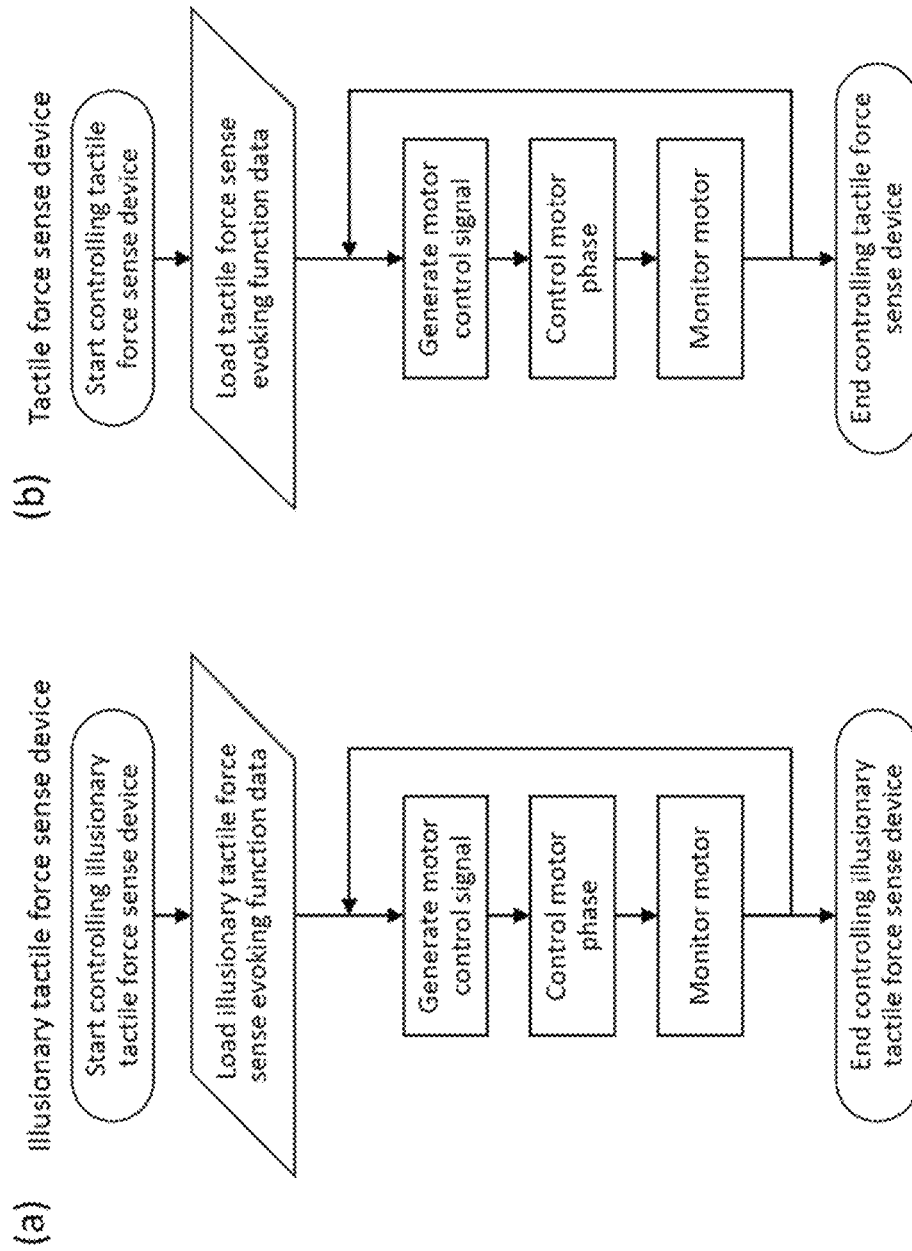 (a)
Illusionary tactile force sense device
Start controlling illusionary
tactile force sense device
Load illusionary tactile force
sense evoking function data
Generate motor
control signal
Control motor
phase
Monitor motor
End controlling illusionary
tactile force sense device
(b)
Tactile force sense device
Start controlling tactile
force sense device
Load tactile force sense
evoking function data
Generate motor
control signal
Control motor
phase
Monitor motor
End controlling tactile force
sense device